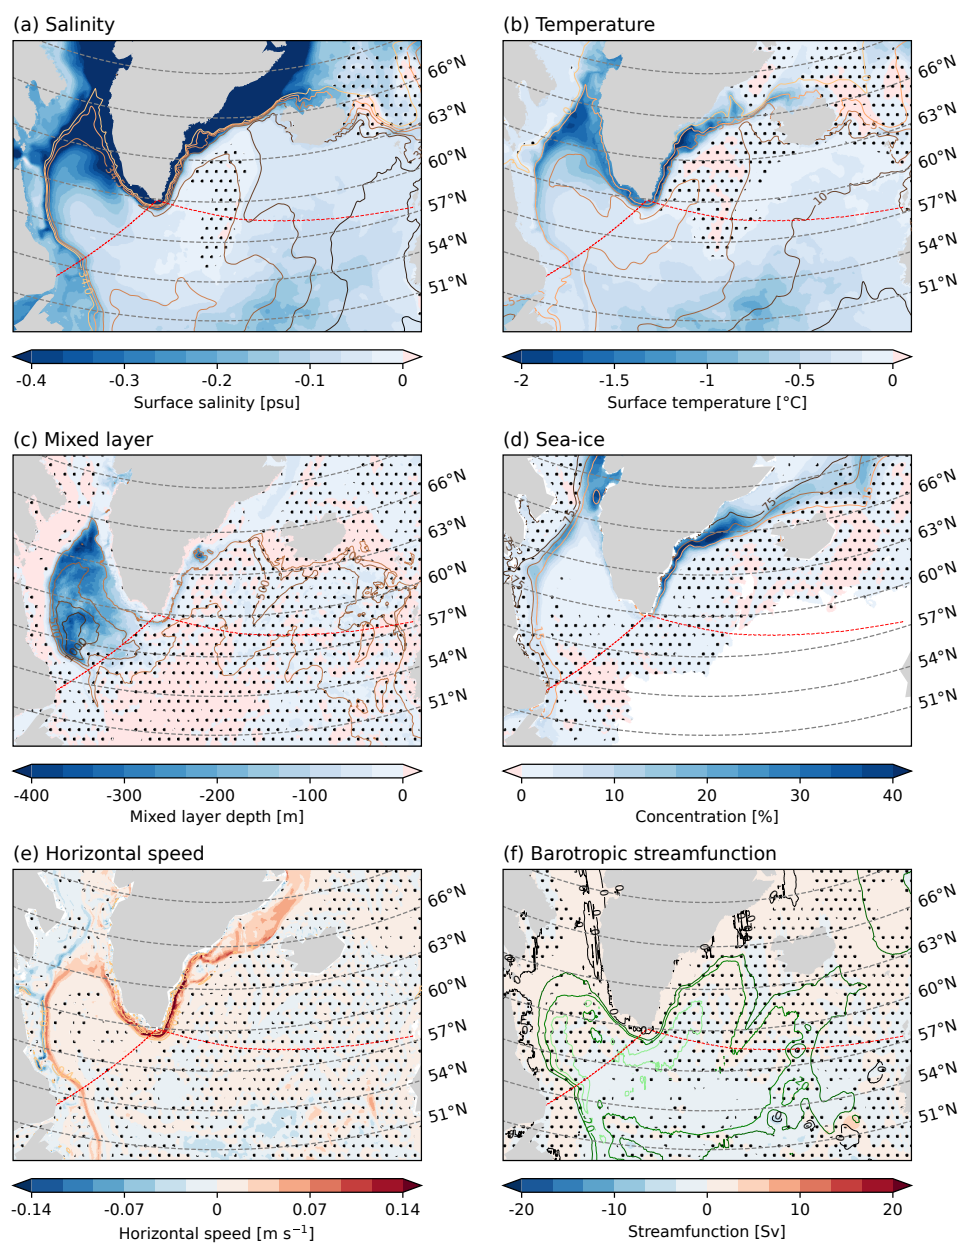 (a) Salinity
66°N
63°N
60°N
57°N
54°N
51°N
-0.4 -0.3 -0.2 -0.1 0
Surface salinity [psu]
(b) Temperature
10
66°N
63°N
60°N
57°N
54°N
51°N
-2 -1.5 -1 -0.5 0
Surface temperature [°C]
(c) Mixed layer
66°N
63°N
60°N
57°N
54°N
51°N
-400 -300 -200 -100 0
Mixed layer depth [m]
(d) Sea-ice
75
66°N
63°N
60°N
57°N
54°N
51°N
0 10 20 30 40
Concentration [%]
(e) Horizontal speed
66°N
63°N
60°N
57°N
54°N
51°N
-0.14 -0.07 0 0.07 0.14
Horizontal speed [m s⁻¹]
(f) Barotropic streamfunction
66°N
63°N
60°N
57°N
54°N
51°N
-20 -10 0 10 20
Streamfunction [Sv]